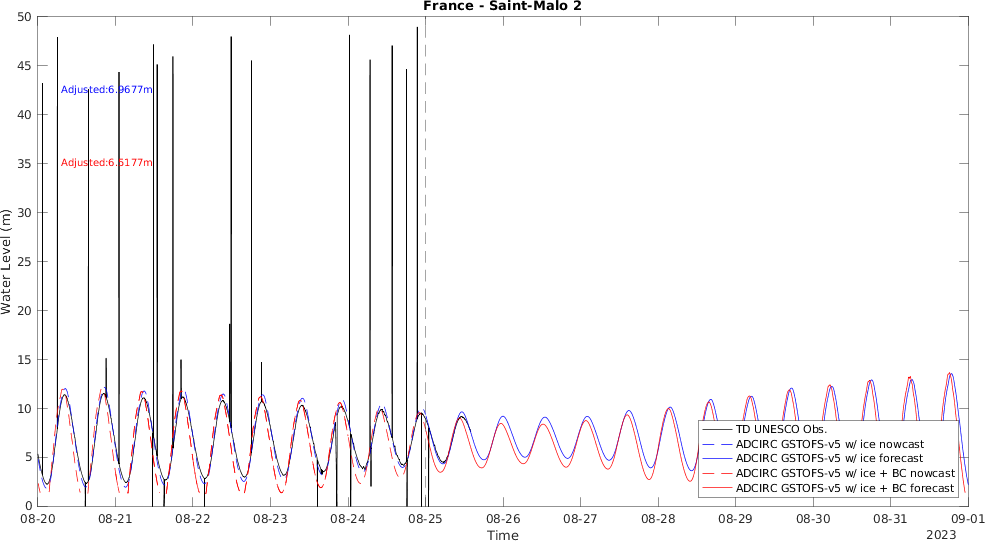 France - Saint-Malo 2
50
45
40
35
30
25
20
15
10
5
0
Water Level (m)
Adjusted:6.9677m
Adjusted:6.5177m
TD UNESCO Obs.
ADCIRC GSTOFS-v5 w/ ice nowcast
ADCIRC GSTOFS-v5 w/ ice forecast
ADCIRC GSTOFS-v5 w/ ice + BC nowcast
ADCIRC GSTOFS-v5 w/ ice + BC forecast
08-20 08-21 08-22 08-23 08-24 08-25 08-26 08-27 08-28 08-29 08-30 08-31 09-01
Time
2023